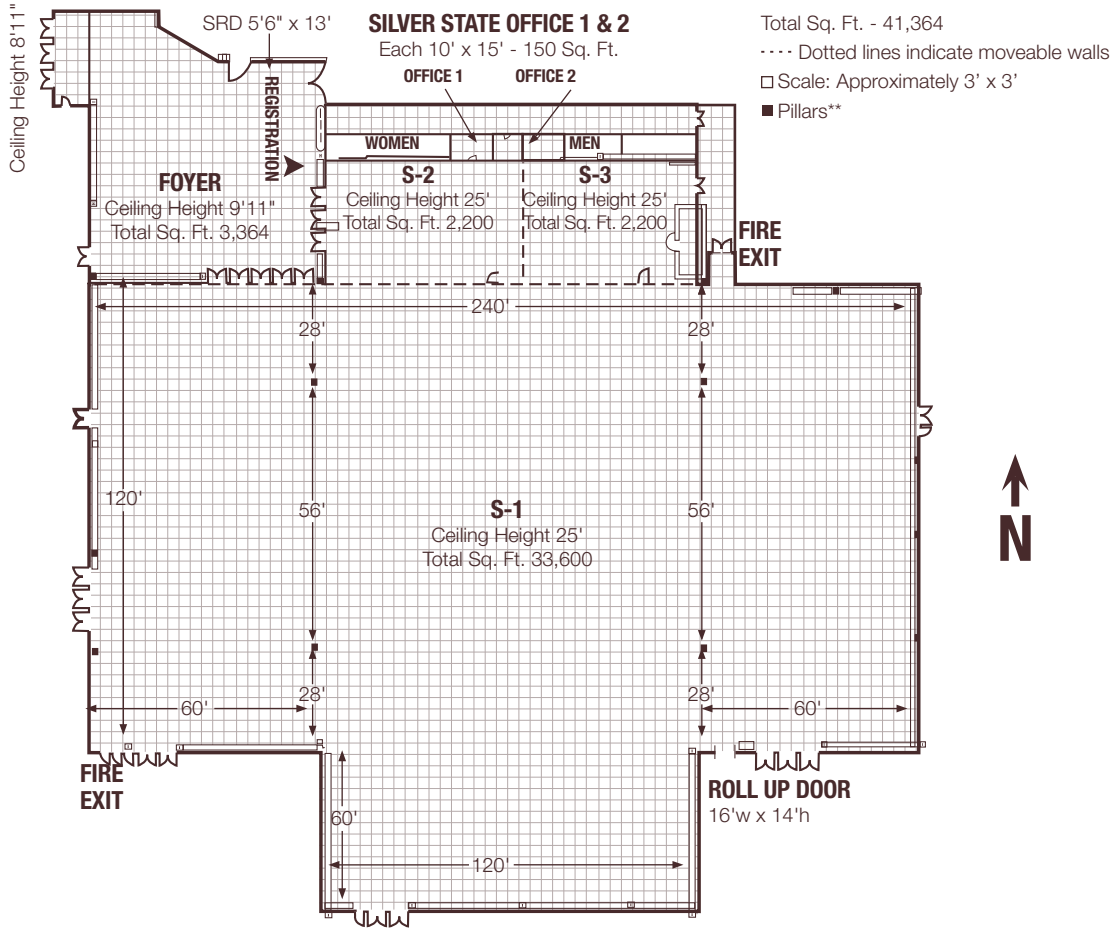 Ceiling Height 8'11"
SRD 5'6" x 13'
SILVER STATE OFFICE 1 & 2
Each 10' x 15' - 150 Sq. Ft.
OFFICE 1
OFFICE 2
Total Sq. Ft. - 41,364
Dotted lines indicate moveable walls
Scale: Approximately 3’ x 3’
Pillars**
REGISTRATION
WOMEN
MEN
FOYER
Ceiling Height 9'11"
Total Sq. Ft. 3,364
S-2
Ceiling Height 25'
Total Sq. Ft. 2,200
S-3
Ceiling Height 25'
Total Sq. Ft. 2,200
FIRE
EXIT
240'
28'
28'
120'
56'
56'
S-1
Ceiling Height 25'
Total Sq. Ft. 33,600
N
28'
28'
60'
60'
FIRE
EXIT
ROLL UP DOOR
16'w x 14'h
60'
120'